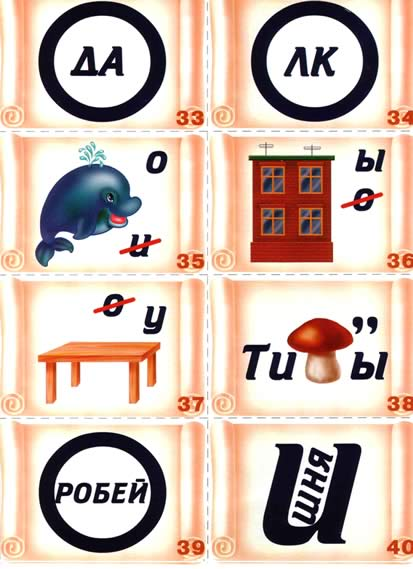 ДА
33
ЛК
34
о
и
35
ы
о
36
о у
37
Ти ,, ы
38
РОБЕЙ
39
И
ШНЯ
40